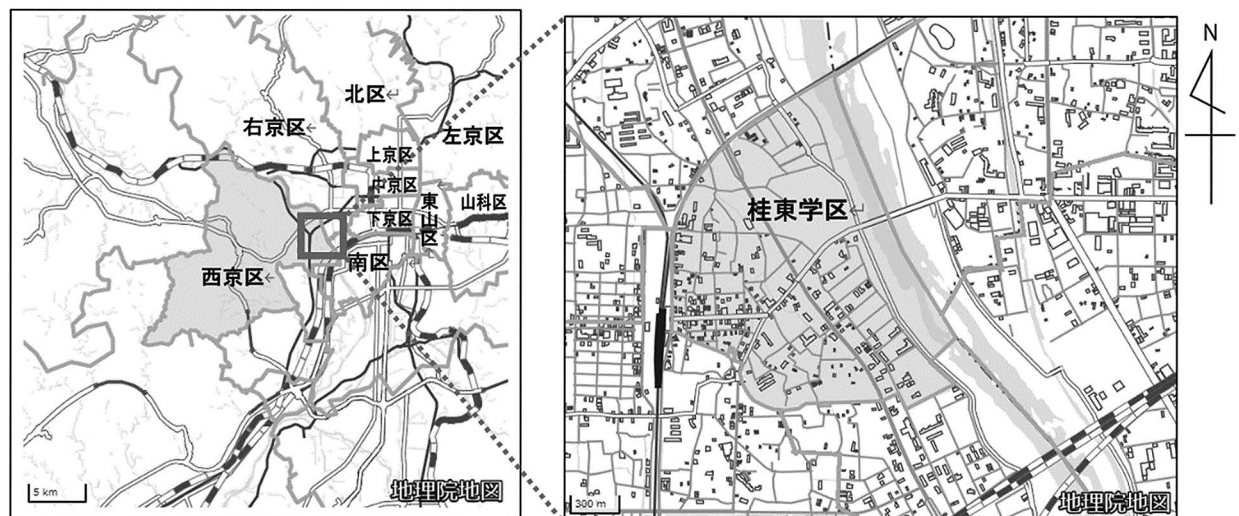 北区↵
右京区↵
左京区
上京区
中京区
東山区
山科区
下京区
西京区↵
南区
5 km
地理院地図
桂東学区↵
300 m
地理院地図
N